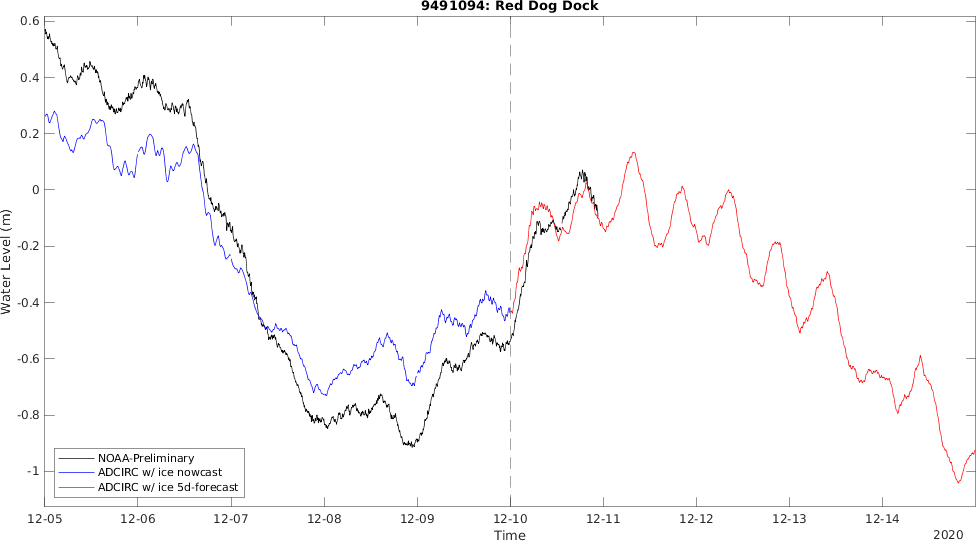 9491094: Red Dog Dock
0.6
0.4
0.2
0
-0.2
-0.4
-0.6
-0.8
-1
Water Level (m)
NOAA-Preliminary
ADCIRC w/ ice nowcast
ADCIRC w/ ice 5d-forecast
12-05 12-06 12-07 12-08 12-09 12-10 12-11 12-12 12-13 12-14
Time
2020